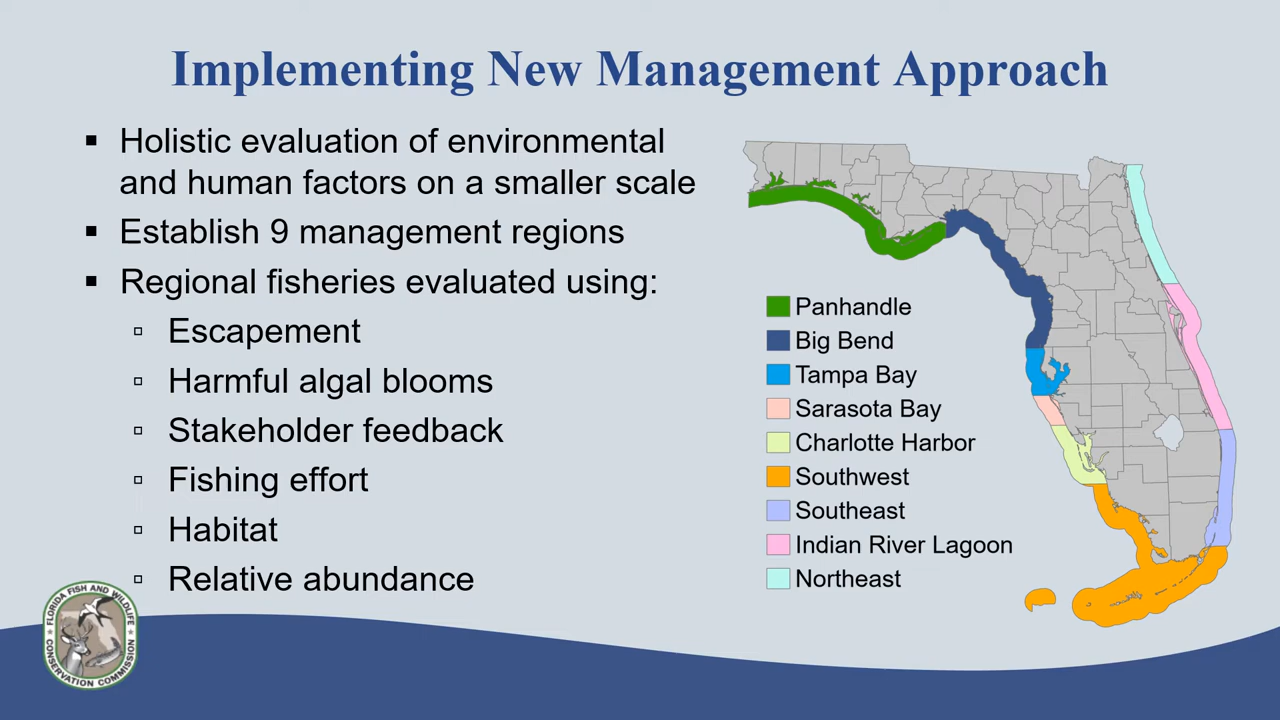 Implementing New Management Approach
▪ Holistic evaluation of environmental
and human factors on a smaller scale
▪ Establish 9 management regions
▪ Regional fisheries evaluated using:
▫ Escapement
▫ Harmful algal blooms
▫ Stakeholder feedback
▫ Fishing effort
▫ Habitat
▫ Relative abundance
Panhandle
Big Bend
Tampa Bay
Sarasota Bay
Charlotte Harbor
Southwest
Southeast
Indian River Lagoon
Northeast
FLORIDA FISH AND WILDLIFE
CONSERVATION COMMISSION